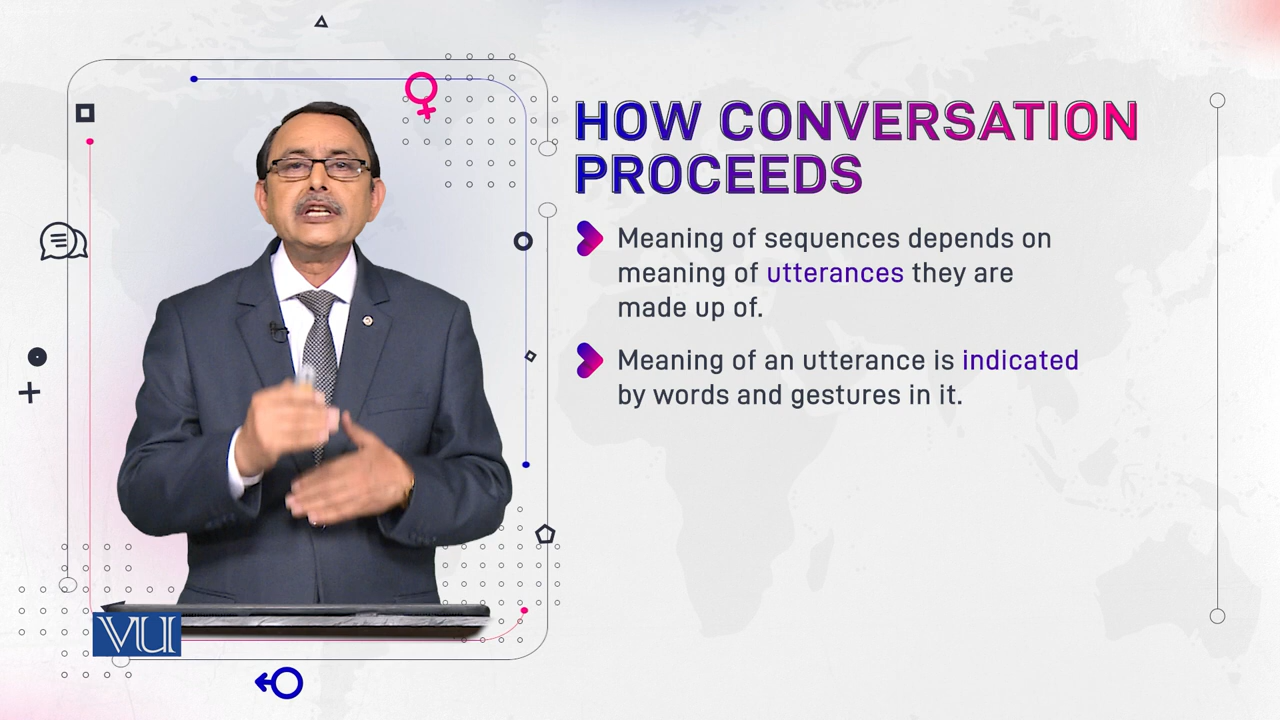 HOW CONVERSATION
PROCEEDS
Meaning of sequences depends on
meaning of utterances they are
made up of.
Meaning of an utterance is indicated
by words and gestures in it.
VU